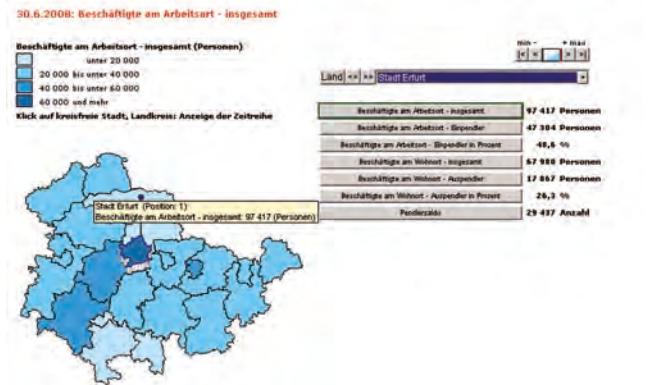 30.6.2008: Beschäftigte am Arbeitsort - insgesamt
Beschäftigte am Arbeitsort - insgesamt (Personen)
unter 20 000
20 000 bis unter 40 000
40 000 bis unter 60 000
60 000 und mehr
Klick auf kreisfreie Stadt, Landkreis: Anzeige der Zeitreihe
min - + max
|< < > >|
Land << >> Stadt Erfurt
Beschäftigte am Arbeitsort - insgesamt 97 417 Personen
Beschäftigte am Arbeitsort - Einpendler 47 304 Personen
Beschäftigte am Arbeitsort - Einpendler in Prozent 48,6 %
Beschäftigte am Wohnort - insgesamt 67 980 Personen
Beschäftigte am Wohnort - Auspendler 17 867 Personen
Beschäftigte am Wohnort - Auspendler in Prozent 26,3 %
Pendlersaldo 29 437 Anzahl
Stadt Erfurt (Position: 1)
Beschäftigte am Arbeitsort - insgesamt: 97 417 (Personen)